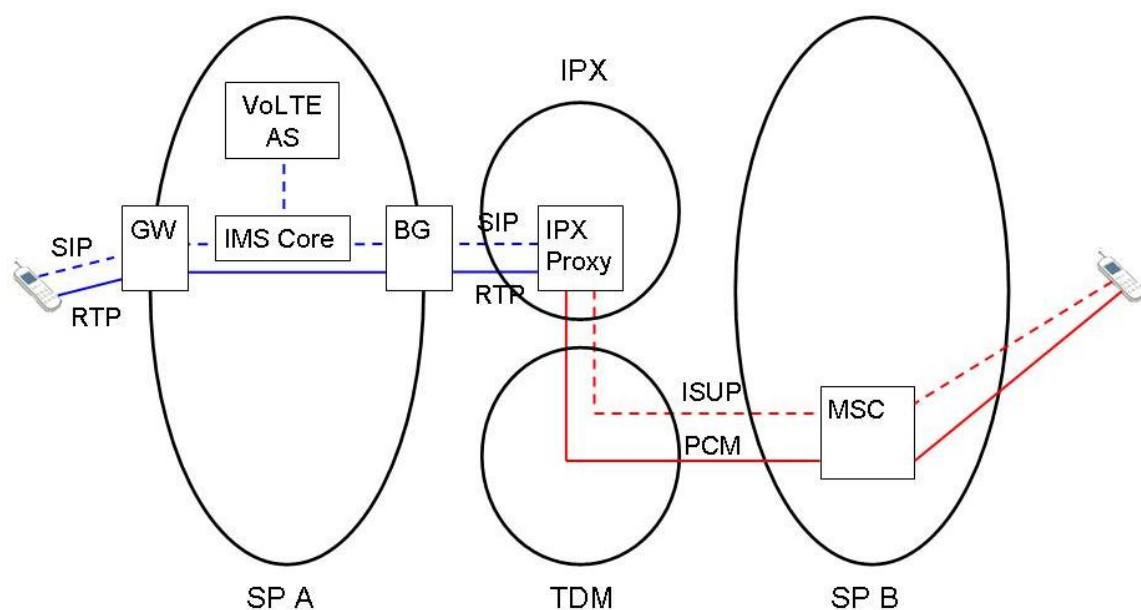 IPX
VoLTE
AS
GW
IMS Core
BG
SIP
IPX
Proxy
SIP
RTP
RTP
ISUP
MSC
PCM
SP A
TDM
SP B